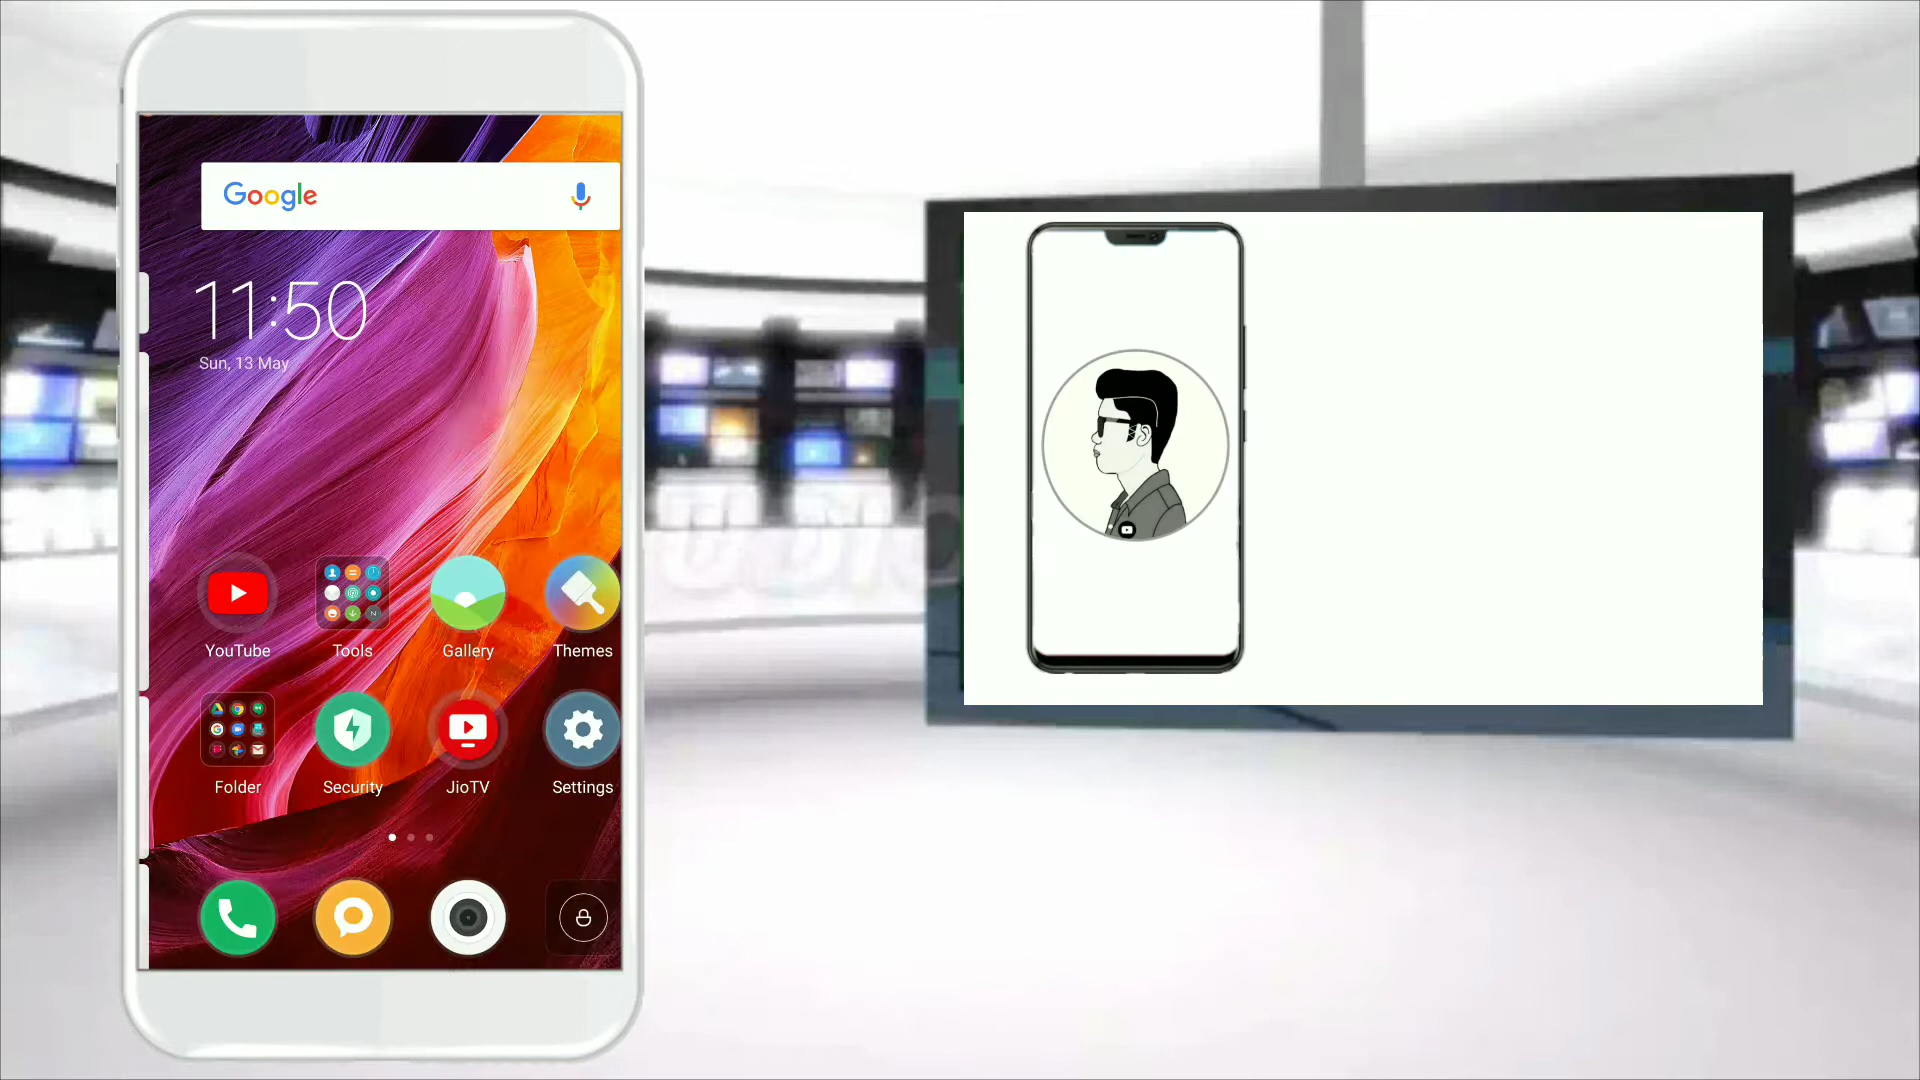 Google
11:50
Sun, 13 May
YouTube
Tools
Gallery
Themes
Folder
Security
JioTV
Settings